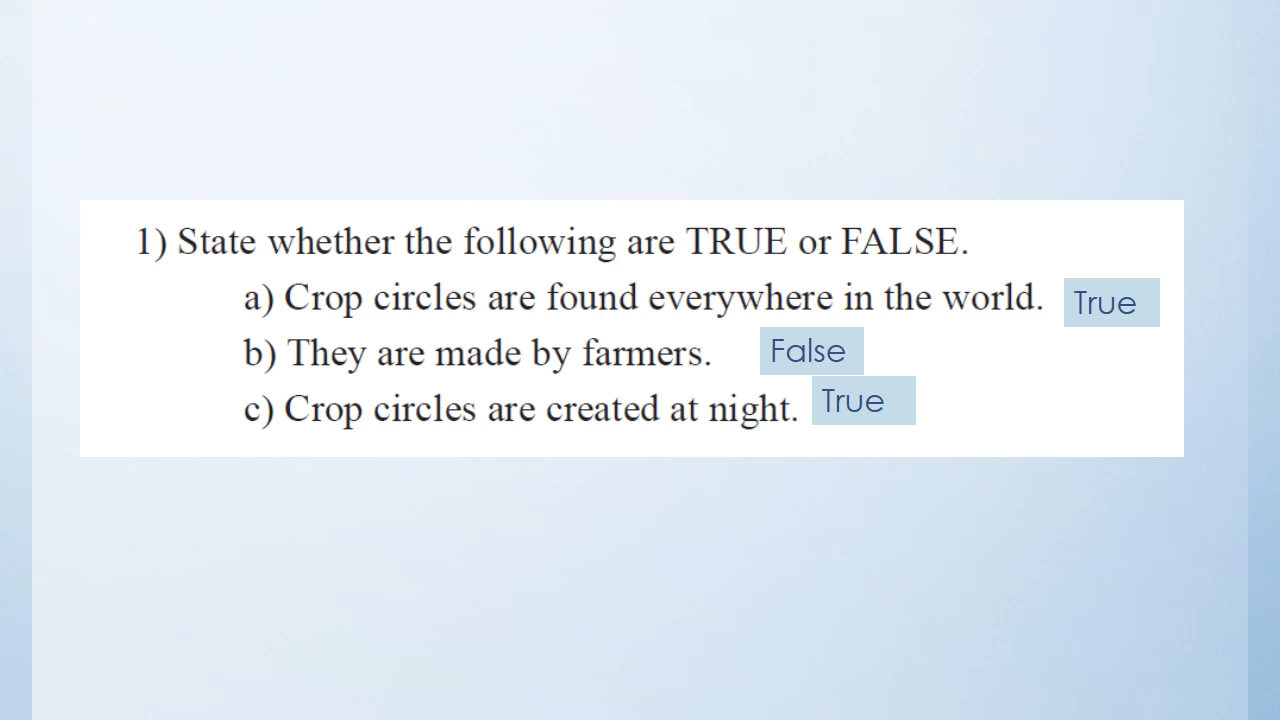 1) State whether the following are TRUE or FALSE.
a) Crop circles are found everywhere in the world. True
b) They are made by farmers. False
c) Crop circles are created at night. True